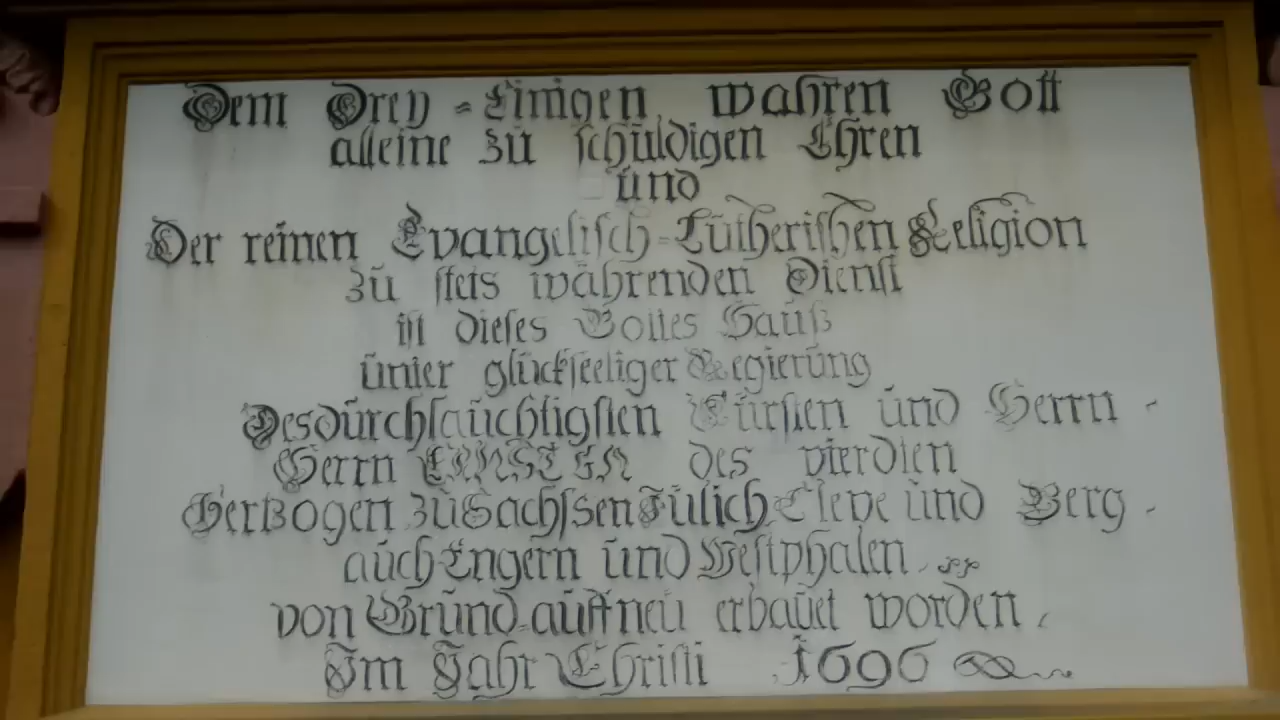 Dem Drey-Einigen wahren Gott
alleine zu schuldigen Ehren
und
Der reinen Evangelisch-Lutherischen Religion
zu stets währenden Dienst
ist dieses Gottes Hauß
unter glückseeliger Regierung
Des durchlauchtigsten Fürsten und Herrn
Herrn ERNSTEN des vierdten
Hertzogen zu Sachssen Jülich Cleve und Berg
auch Engern und Westphalen
von Grund auff neu erbauet worden
Im Jahr Christi 1696